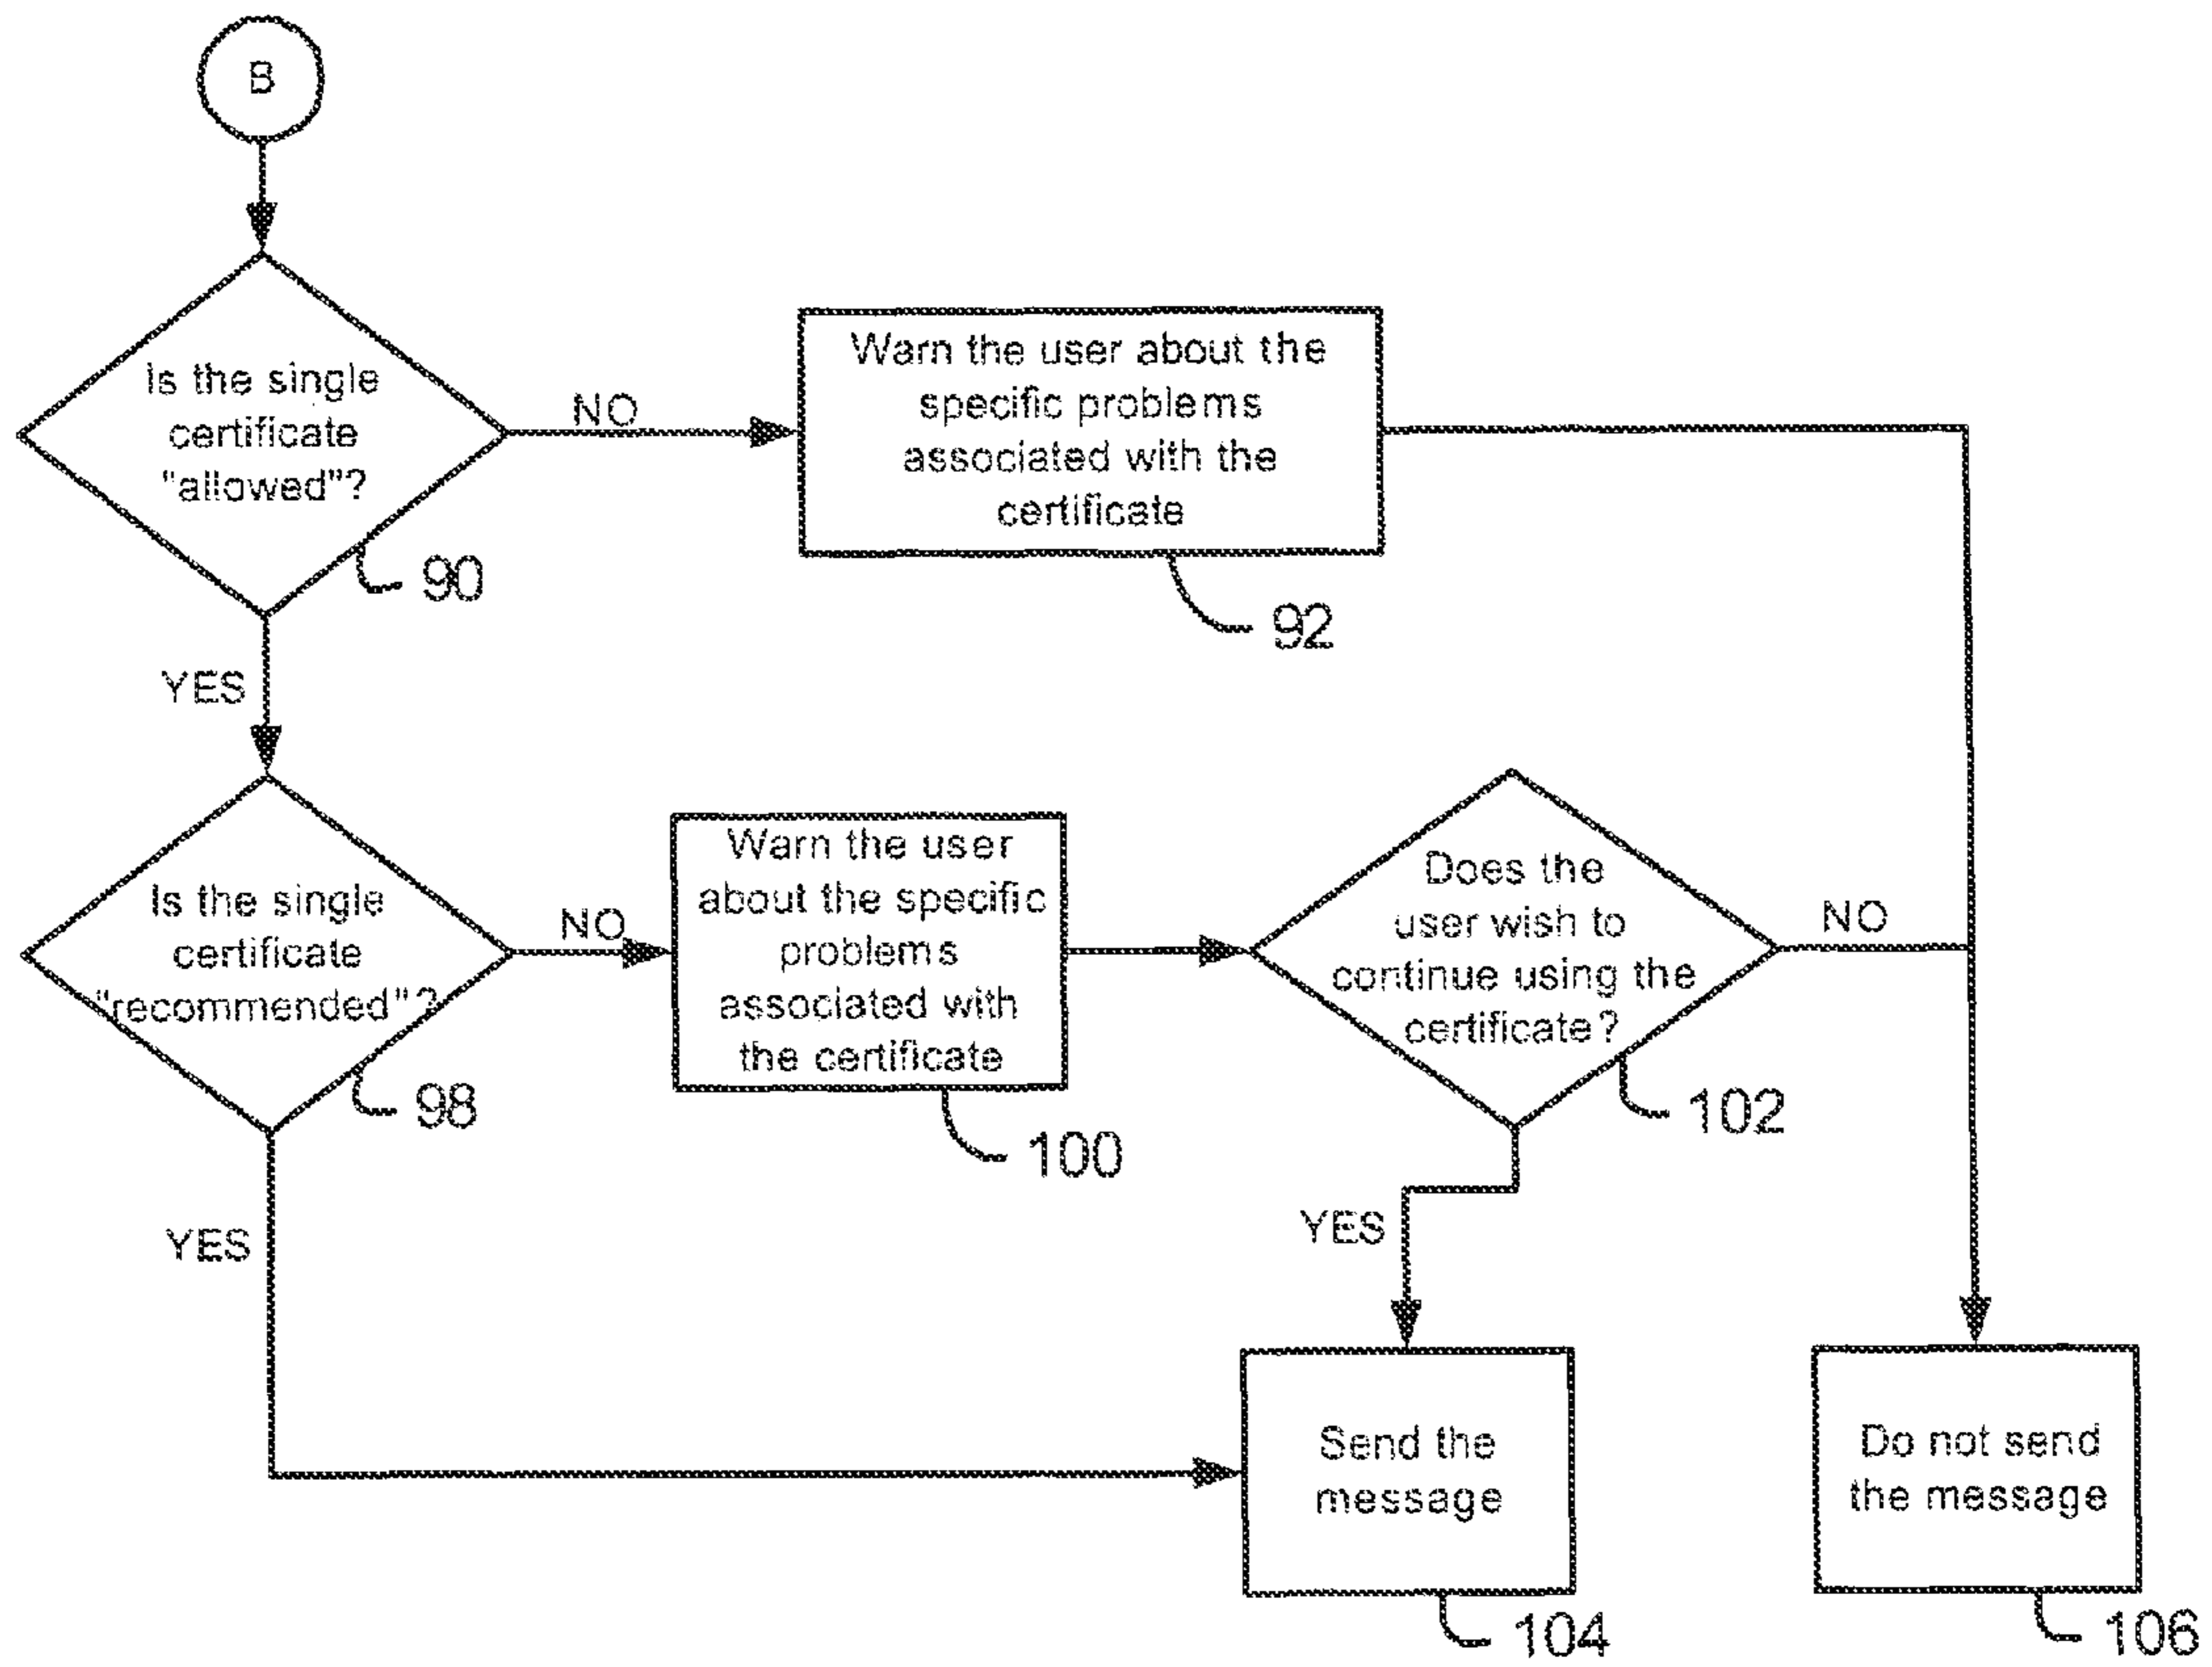 B
Is the single
certificate
"allowed"?
90
NO
Warn the user about the
specific problems
associated with the
certificate
92
YES
Is the single
certificate
"recommended"?
98
NO
Warn the user
about the specific
problems
associated with
the certificate
100
Does the
user wish to
continue using the
certificate?
102
NO
YES
YES
Send the
message
104
Do not send
the message
106